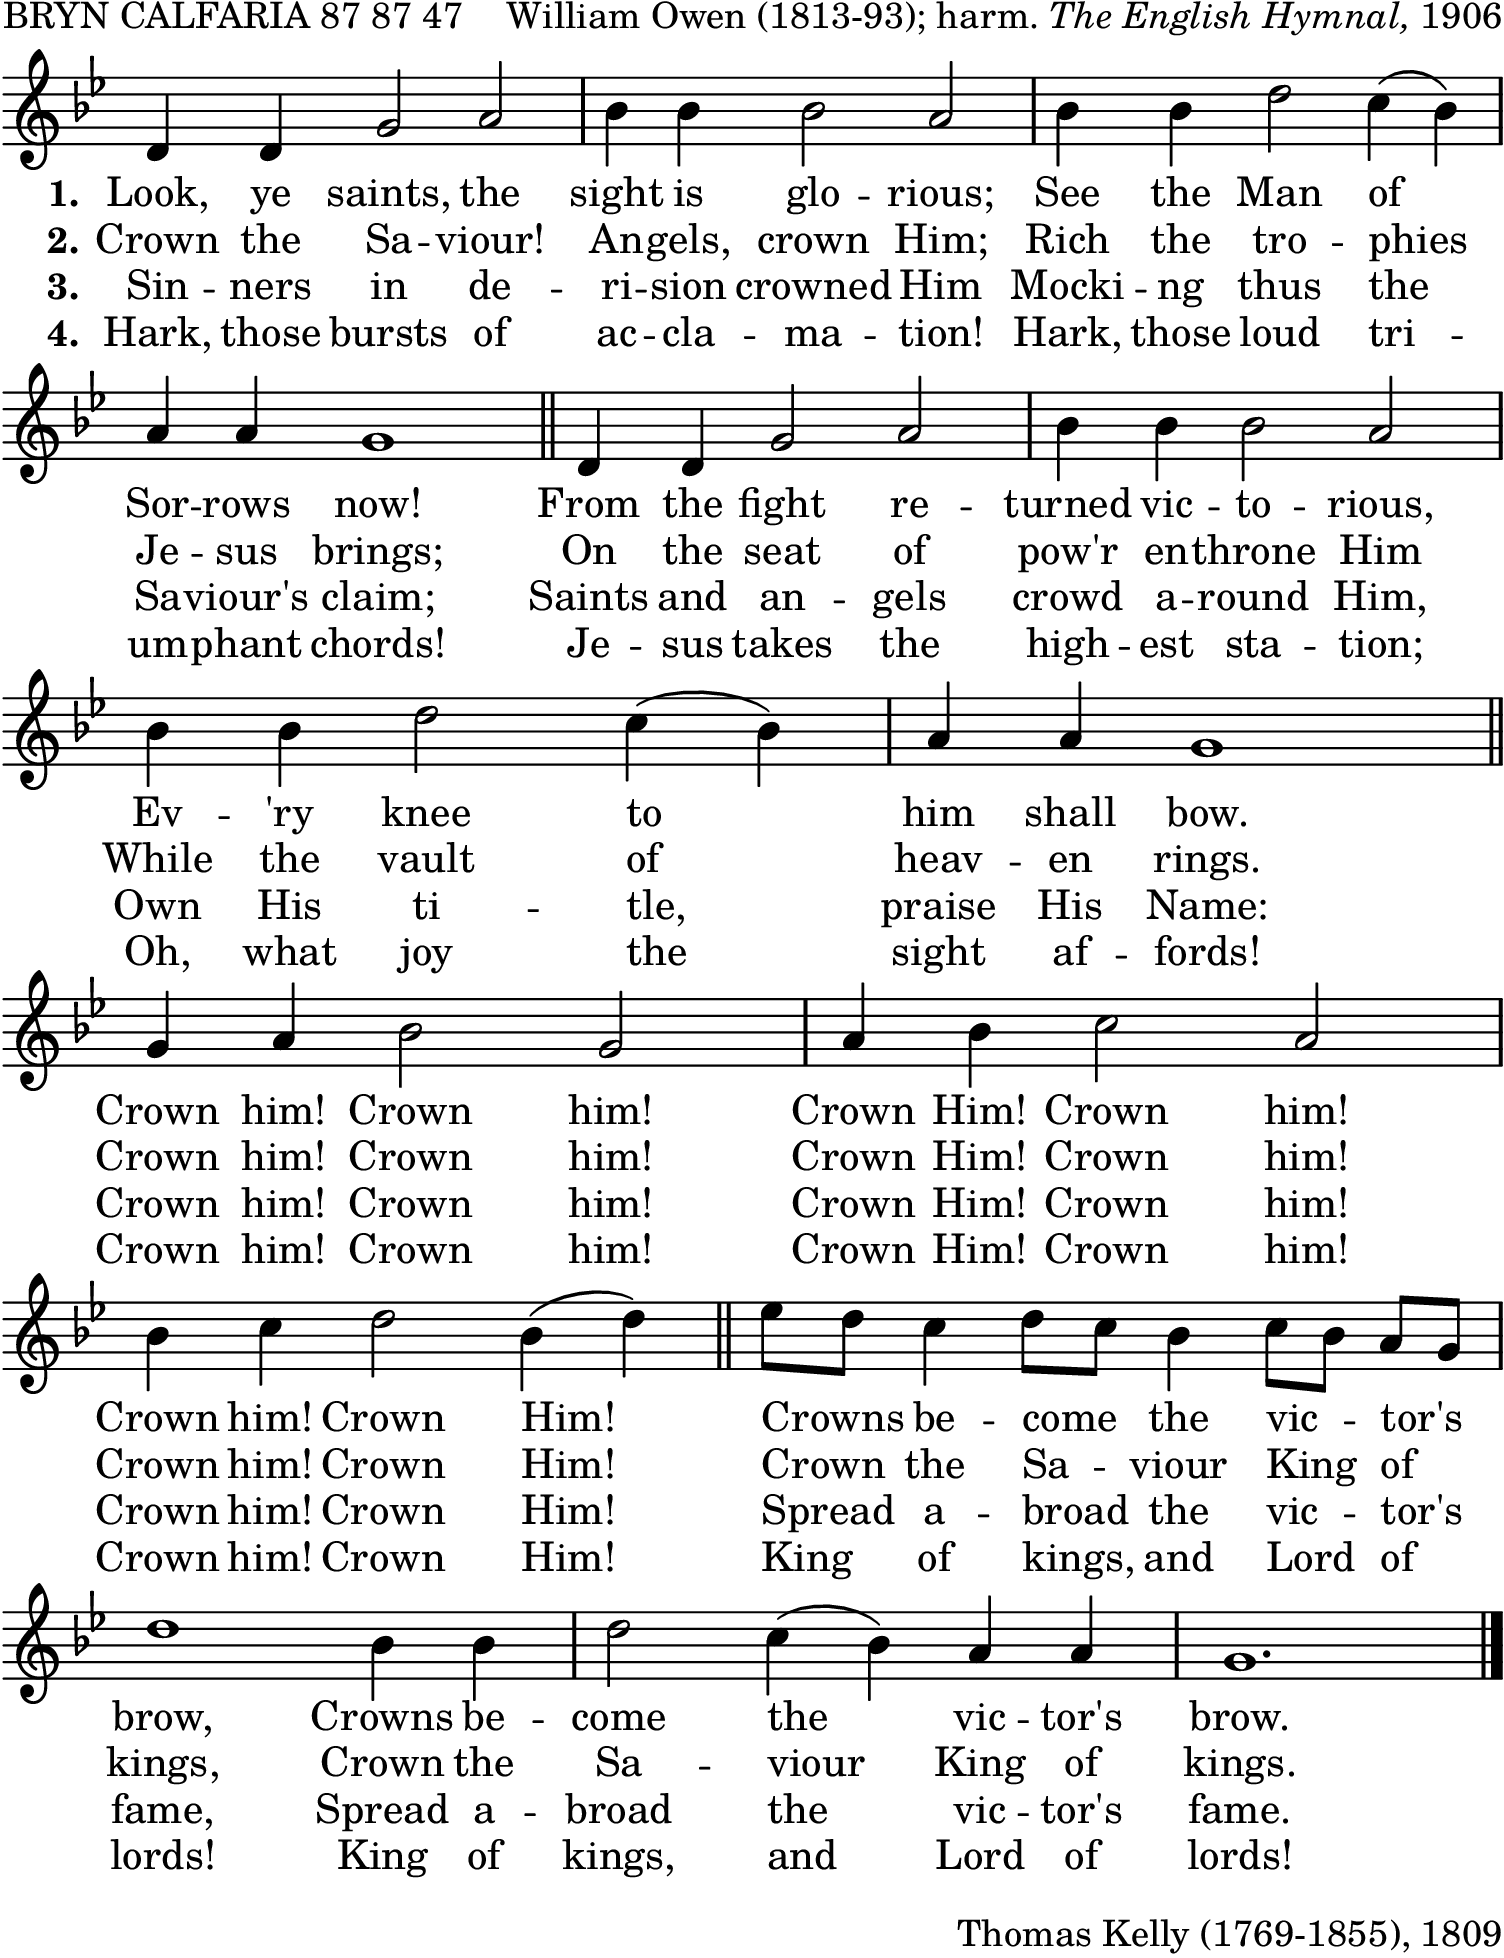 BRYN CALFARIA 87 87 47 William Owen (1813-93); harm. The English Hymnal, 1906
1. Look, ye saints, the sight is glo -- rious; See the Man of
2. Crown the Sa -- viour! Angels, crown Him; Rich the tro -- phies
3. Sin -- ners in de -- ri -- sion crowned Him Mocki -- ng thus the
4. Hark, those bursts of ac -- cla -- ma -- tion! Hark, those loud tri --
Sor -- rows now! From the fight re -- turned vic -- to -- rious,
Je -- sus brings; On the seat of pow'r enthrone Him
Saviour's claim; Saints and an -- gels crowd a -- round Him,
umphant chords! Je -- sus takes the high -- est sta -- tion;
Ev -- 'ry knee to him shall bow.
While the vault of heav -- en rings.
Own His ti -- tle, praise His Name:
Oh, what joy the sight af -- fords!
Crown him! Crown him! Crown Him! Crown him!
Crown him! Crown him! Crown Him! Crown him!
Crown him! Crown him! Crown Him! Crown him!
Crown him! Crown him! Crown Him! Crown him!
Crown him! Crown Him! Crowns be -- come the vic -- tor's
Crown him! Crown Him! Crown the Sa -- viour King of
Crown him! Crown Him! Spread a -- broad the vic -- tor's
Crown him! Crown Him! King of kings, and Lord of
brow, Crowns be -- come the vic -- tor's brow.
kings, Crown the Sa -- viour King of kings.
fame, Spread a -- broad the vic -- tor's fame.
lords! King of kings, and Lord of lords!
Thomas Kelly (1769-1855), 1809